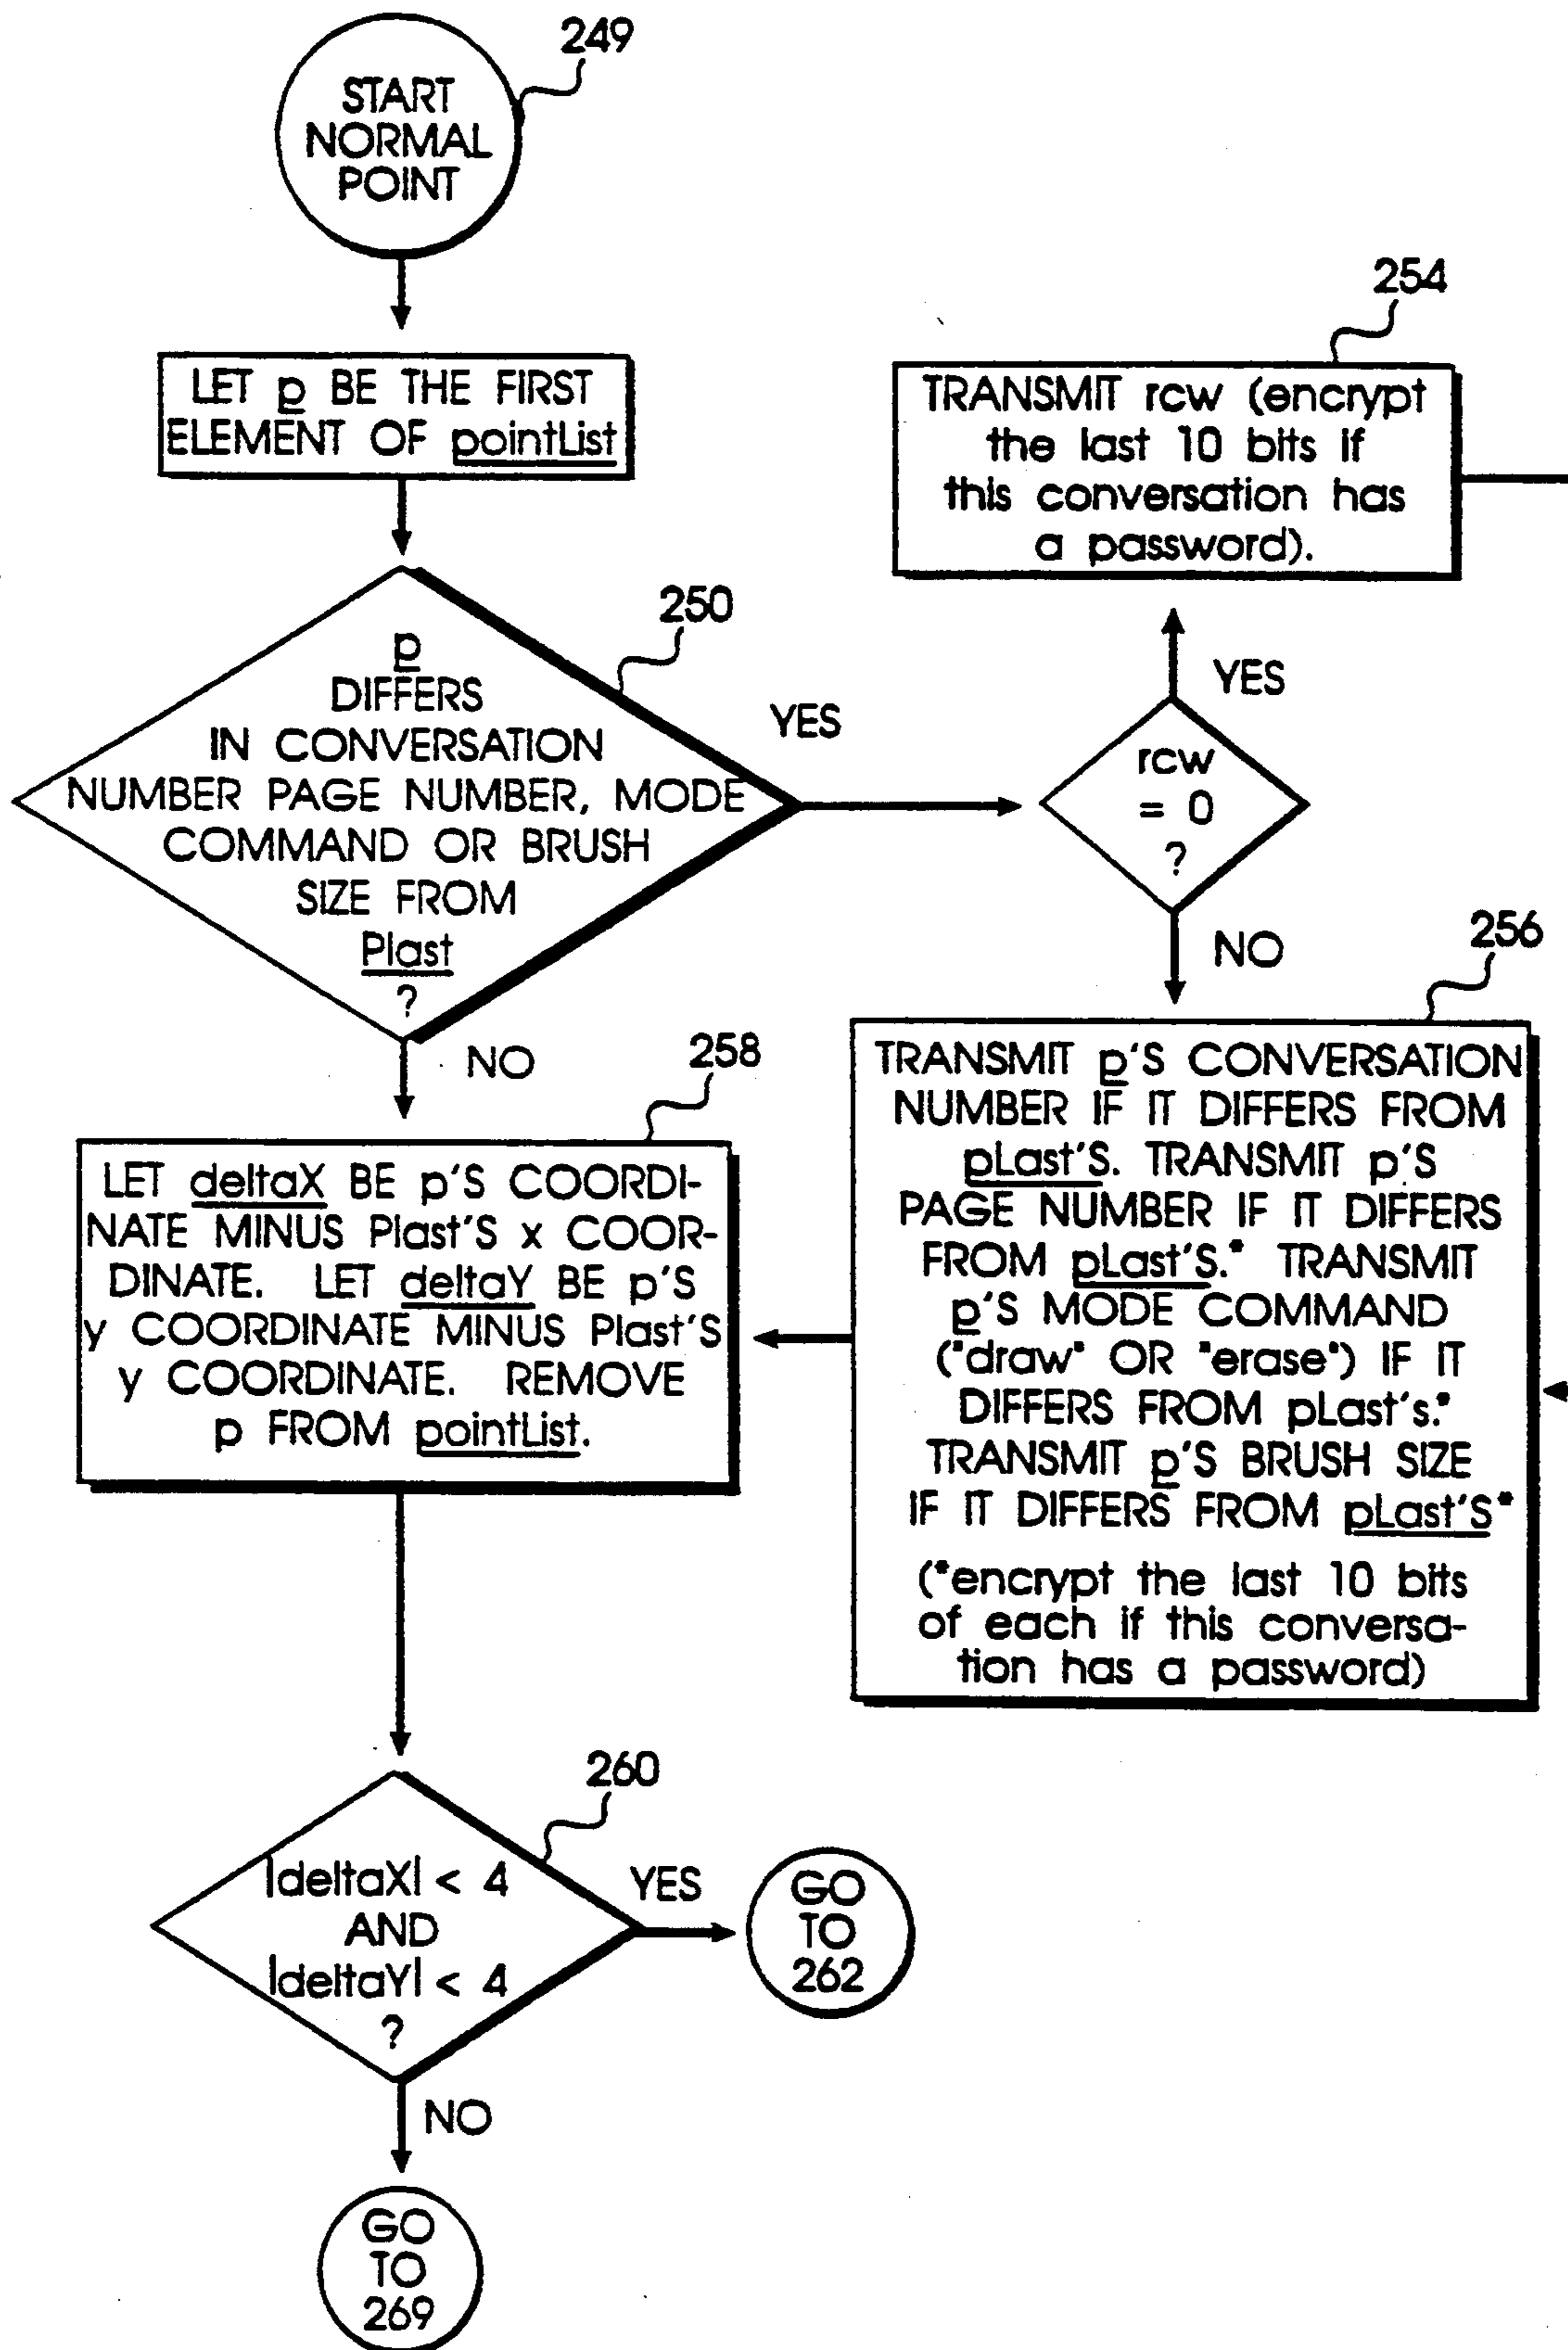 249
START
NORMAL
POINT
LET p BE THE FIRST
ELEMENT OF pointList
250
p
DIFFERS
IN CONVERSATION
NUMBER PAGE NUMBER, MODE
COMMAND OR BRUSH
SIZE FROM
Plast
?
YES
NO
254
TRANSMIT rcw (encrypt
the last 10 bits if
this conversation has
a password).
YES
rcw
= 0
?
NO
256
TRANSMIT p'S CONVERSATION
NUMBER IF IT DIFFERS FROM
pLast'S. TRANSMIT p'S
PAGE NUMBER IF IT DIFFERS
FROM pLast'S.* TRANSMIT
p'S MODE COMMAND
("draw" OR "erase") IF IT
DIFFERS FROM pLast's.*
TRANSMIT p'S BRUSH SIZE
IF IT DIFFERS FROM pLast'S*
(*encrypt the last 10 bits
of each if this conversa-
tion has a password)
258
LET deltaX BE p'S COORDI-
NATE MINUS Plast'S x COOR-
DINATE. LET deltaY BE p'S
y COORDINATE MINUS Plast'S
y COORDINATE. REMOVE
p FROM pointList.
260
|deltaX| < 4
AND
|deltaY| < 4
?
YES
GO
TO
262
NO
GO
TO
269